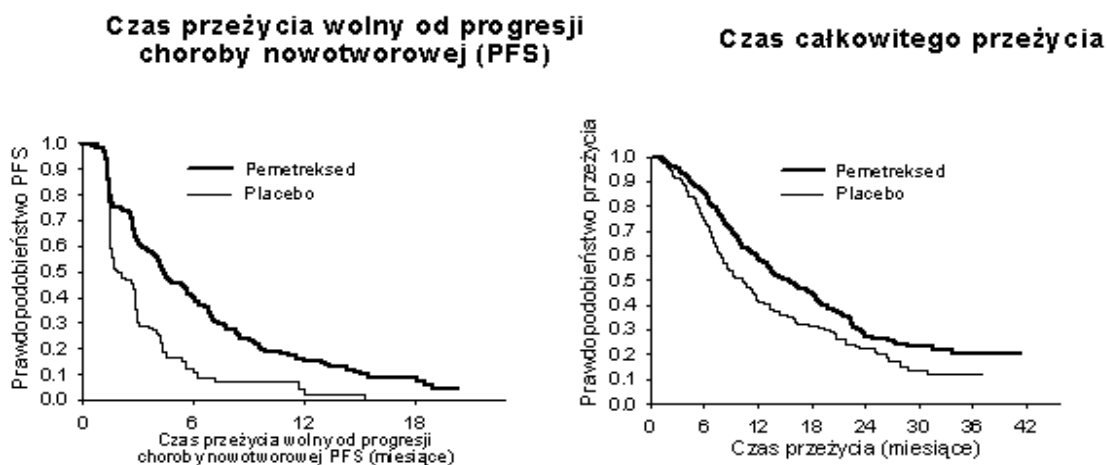 Czas przeżycia wolny od progresji
choroby nowotworowej (PFS)
Prawdopodobieństwo PFS
1.0
0.9
0.8
0.7
0.6
0.5
0.4
0.3
0.2
0.1
0.0
Pemetreksed
Placebo
0 6 12 18
Czas przeżycia wolny od progresji
choroby nowotworowej PFS (miesiące)
Czas całkowitego przeżycia
Prawdopodobieństwo przeżycia
1.0
0.9
0.8
0.7
0.6
0.5
0.4
0.3
0.2
0.1
0.0
Pemetreksed
Placebo
0 6 12 18 24 30 36 42
Czas przeżycia (miesiące)